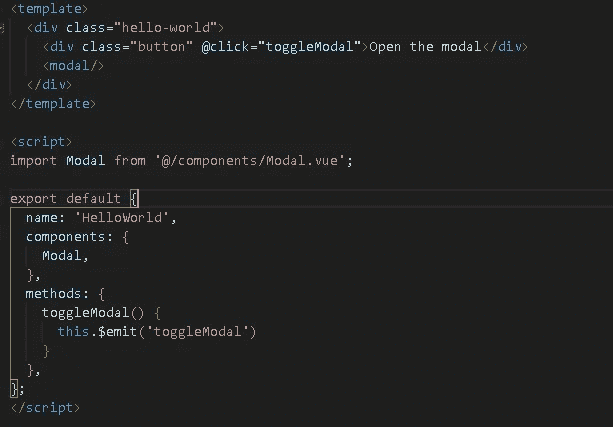 <template>
  <div class="hello-world">
    <div class="button" @click="toggleModal">Open the modal</div>
    <modal/>
  </div>
</template>

<script>
import Modal from '@/components/Modal.vue';

export default {
  name: 'HelloWorld',
  components: {
    Modal,
  },
  methods: {
    toggleModal() {
      this.$emit('toggleModal')
    }
  },
};
</script>